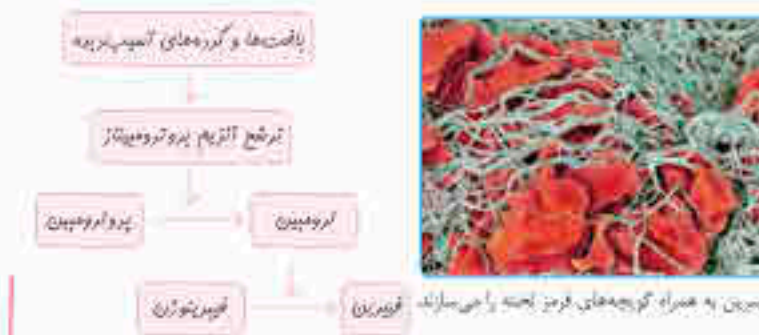 بافت‌ها و گرده‌های آسیب‌دیده
ترشح آنزیم پروترومبیناز
پروترومبین
ترومبین
فیبرینوژن
فیبرین
به همراه گویچه‌های قرمز لخته را می‌سازند